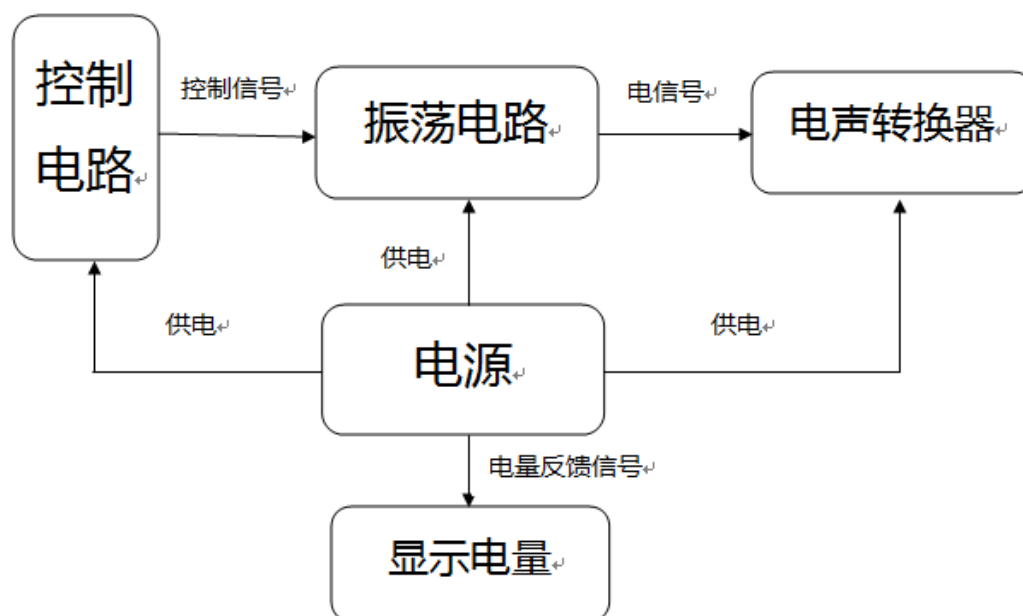 控制
电路
控制信号
振荡电路
电信号
电声转换器
供电
供电
供电
电源
电量反馈信号
显示电量